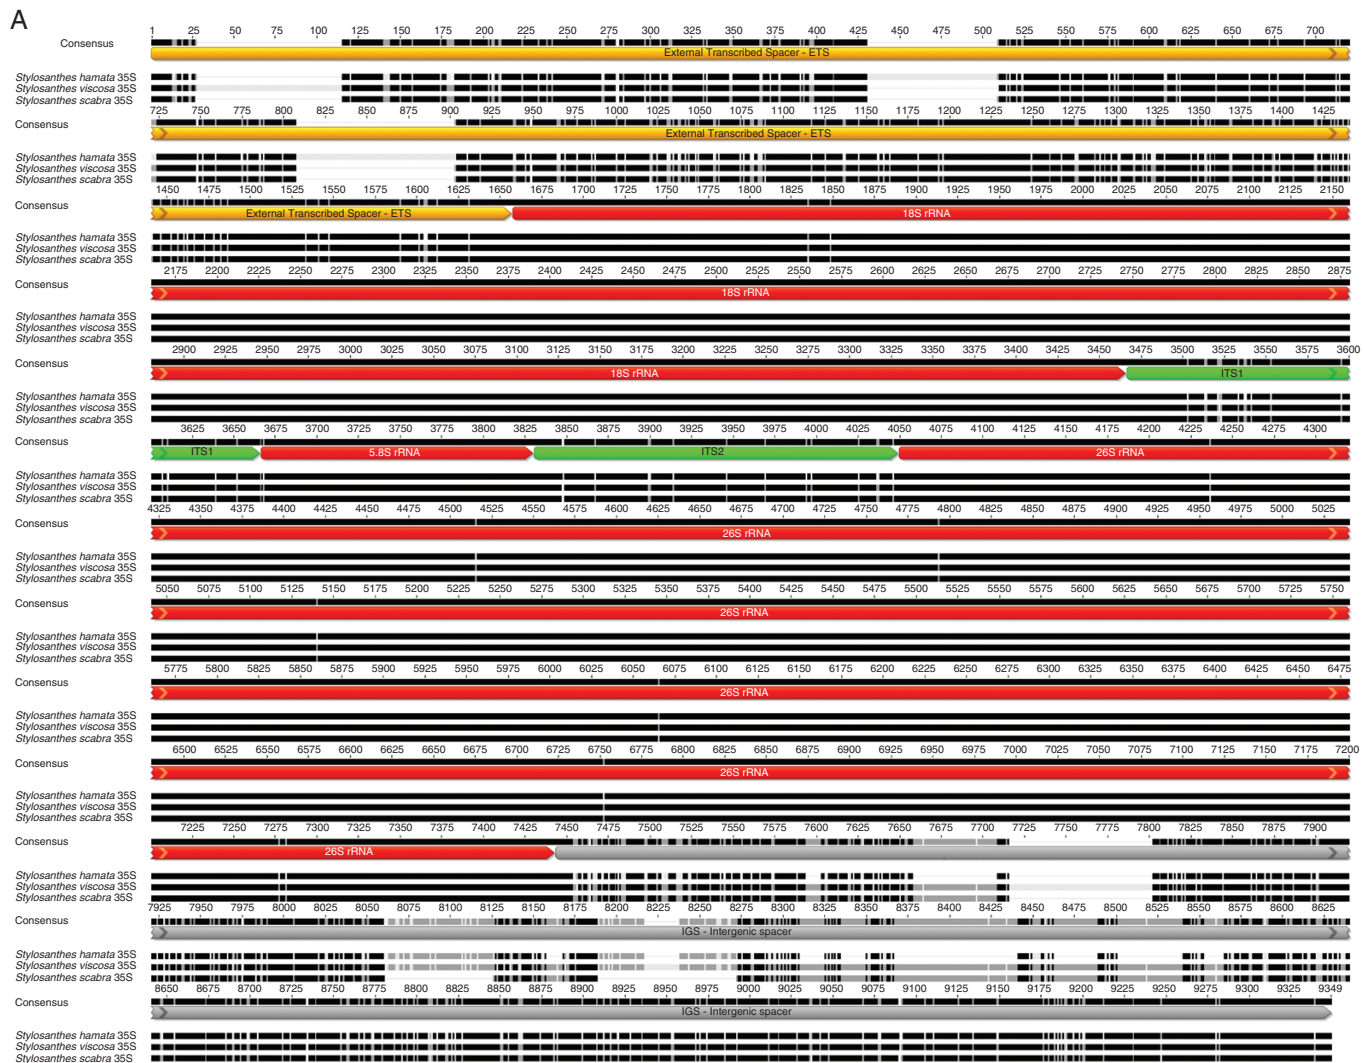 A
1 25 50 75 100 125 150 175 200 225 250 275 300 325 350 375 400 425 450 475 500 525 550 575 600 625 650 675 700
Consensus
External Transcribed Spacer - ETS
Stylosanthes hamata 35S
Stylosanthes viscosa 35S
Stylosanthes scabra 35S
725 750 775 800 825 850 875 900 925 950 975 1000 1025 1050 1075 1100 1125 1150 1175 1200 1225 1250 1275 1300 1325 1350 1375 1400 1425
Consensus
External Transcribed Spacer - ETS
Stylosanthes hamata 35S
Stylosanthes viscosa 35S
Stylosanthes scabra 35S
1450 1475 1500 1525 1550 1575 1600 1625 1650 1675 1700 1725 1750 1775 1800 1825 1850 1875 1900 1925 1950 1975 2000 2025 2050 2075 2100 2125 2150
Consensus
External Transcribed Spacer - ETS 18S rRNA
Stylosanthes hamata 35S
Stylosanthes viscosa 35S
Stylosanthes scabra 35S
2175 2200 2225 2250 2275 2300 2325 2350 2375 2400 2425 2450 2475 2500 2525 2550 2575 2600 2625 2650 2675 2700 2725 2750 2775 2800 2825 2850 2875
Consensus
18S rRNA
Stylosanthes hamata 35S
Stylosanthes viscosa 35S
Stylosanthes scabra 35S
2900 2925 2950 2975 3000 3025 3050 3075 3100 3125 3150 3175 3200 3225 3250 3275 3300 3325 3350 3375 3400 3425 3450 3475 3500 3525 3550 3575 3600
Consensus
18S rRNA ITS1
Stylosanthes hamata 35S
Stylosanthes viscosa 35S
Stylosanthes scabra 35S
3625 3650 3675 3700 3725 3750 3775 3800 3825 3850 3875 3900 3925 3950 3975 4000 4025 4050 4075 4100 4125 4150 4175 4200 4225 4250 4275 4300
Consensus
ITS1 5.8S rRNA ITS2 26S rRNA
Stylosanthes hamata 35S
Stylosanthes viscosa 35S
Stylosanthes scabra 35S
4325 4350 4375 4400 4425 4450 4475 4500 4525 4550 4575 4600 4625 4650 4675 4700 4725 4750 4775 4800 4825 4850 4875 4900 4925 4950 4975 5000 5025
Consensus
26S rRNA
Stylosanthes hamata 35S
Stylosanthes viscosa 35S
Stylosanthes scabra 35S
5050 5075 5100 5125 5150 5175 5200 5225 5250 5275 5300 5325 5350 5375 5400 5425 5450 5475 5500 5525 5550 5575 5600 5625 5650 5675 5700 5725 5750
Consensus
26S rRNA
Stylosanthes hamata 35S
Stylosanthes viscosa 35S
Stylosanthes scabra 35S
5775 5800 5825 5850 5875 5900 5925 5950 5975 6000 6025 6050 6075 6100 6125 6150 6175 6200 6225 6250 6275 6300 6325 6350 6375 6400 6425 6450 6475
Consensus
26S rRNA
Stylosanthes hamata 35S
Stylosanthes viscosa 35S
Stylosanthes scabra 35S
6500 6525 6550 6575 6600 6625 6650 6675 6700 6725 6750 6775 6800 6825 6850 6875 6900 6925 6950 6975 7000 7025 7050 7075 7100 7125 7150 7175 7200
Consensus
26S rRNA
Stylosanthes hamata 35S
Stylosanthes viscosa 35S
Stylosanthes scabra 35S
7225 7250 7275 7300 7325 7350 7375 7400 7425 7450 7475 7500 7525 7550 7575 7600 7625 7650 7675 7700 7725 7750 7775 7800 7825 7850 7875 7900
Consensus
26S rRNA
Stylosanthes hamata 35S
Stylosanthes viscosa 35S
Stylosanthes scabra 35S
7925 7950 7975 8000 8025 8050 8075 8100 8125 8150 8175 8200 8225 8250 8275 8300 8325 8350 8375 8400 8425 8450 8475 8500 8525 8550 8575 8600 8625
Consensus
IGS - Intergenic spacer
Stylosanthes hamata 35S
Stylosanthes viscosa 35S
Stylosanthes scabra 35S
8650 8675 8700 8725 8750 8775 8800 8825 8850 8875 8900 8950 8975 9000 9025 9050 9075 9100 9125 9150 9175 9200 9225 9250 9275 9300 9325 9349
Consensus
IGS - Intergenic spacer
Stylosanthes hamata 35S
Stylosanthes viscosa 35S
Stylosanthes scabra 35S